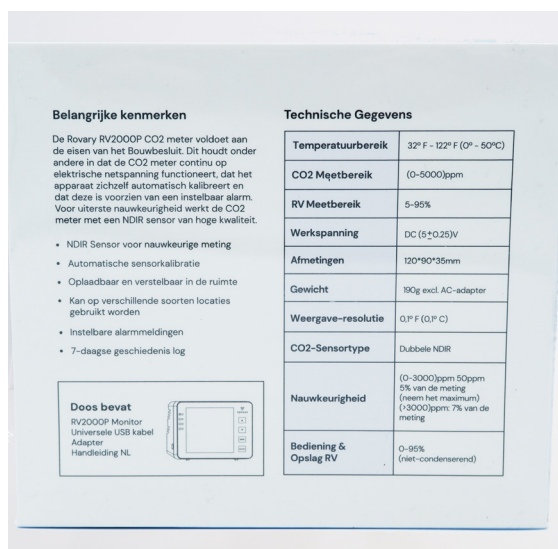 Belangrijke kenmerken
De Rovary RV2000P CO2 meter voldoet aan
de eisen van het Bouwbesluit. Dit houdt onder
andere in dat de CO2 meter continu op
elektrische netspanning functioneert, dat het
apparaat zichzelf automatisch kalibreert en
dat deze is voorzien van een instelbaar alarm.
Voor uiterste nauwkeurigheid werkt de CO2
meter met een NDIR sensor van hoge kwaliteit.
• NDIR Sensor voor nauwkeurige meting
• Automatische sensorkalibratie
• Oplaadbaar en verstelbaar in de ruimte
• Kan op verschillende soorten locaties
gebruikt worden
• Instelbare alarmmeldingen
• 7-daagse geschiedenis log
Doos bevat
RV2000P Monitor
Universele USB kabel
Adapter
Handleiding NL
Technische Gegevens
Temperatuurbereik 32° F - 122° F (0° - 50°C)
CO2 Meetbereik (0-5000)ppm
RV Meetbereik 5-95%
Werkspanning DC (5±0.25)V
Afmetingen 120*90*35mm
Gewicht 190g excl. AC-adapter
Weergave-resolutie 0,1° F (0,1° C)
CO2-Sensortype Dubbele NDIR
Nauwkeurigheid (0-3000)ppm 50ppm
5% van de meting
(neem het maximum)
(>3000)ppm: 7% van de
meting
Bediening & Opslag RV 0-95%
(niet-condenserend)